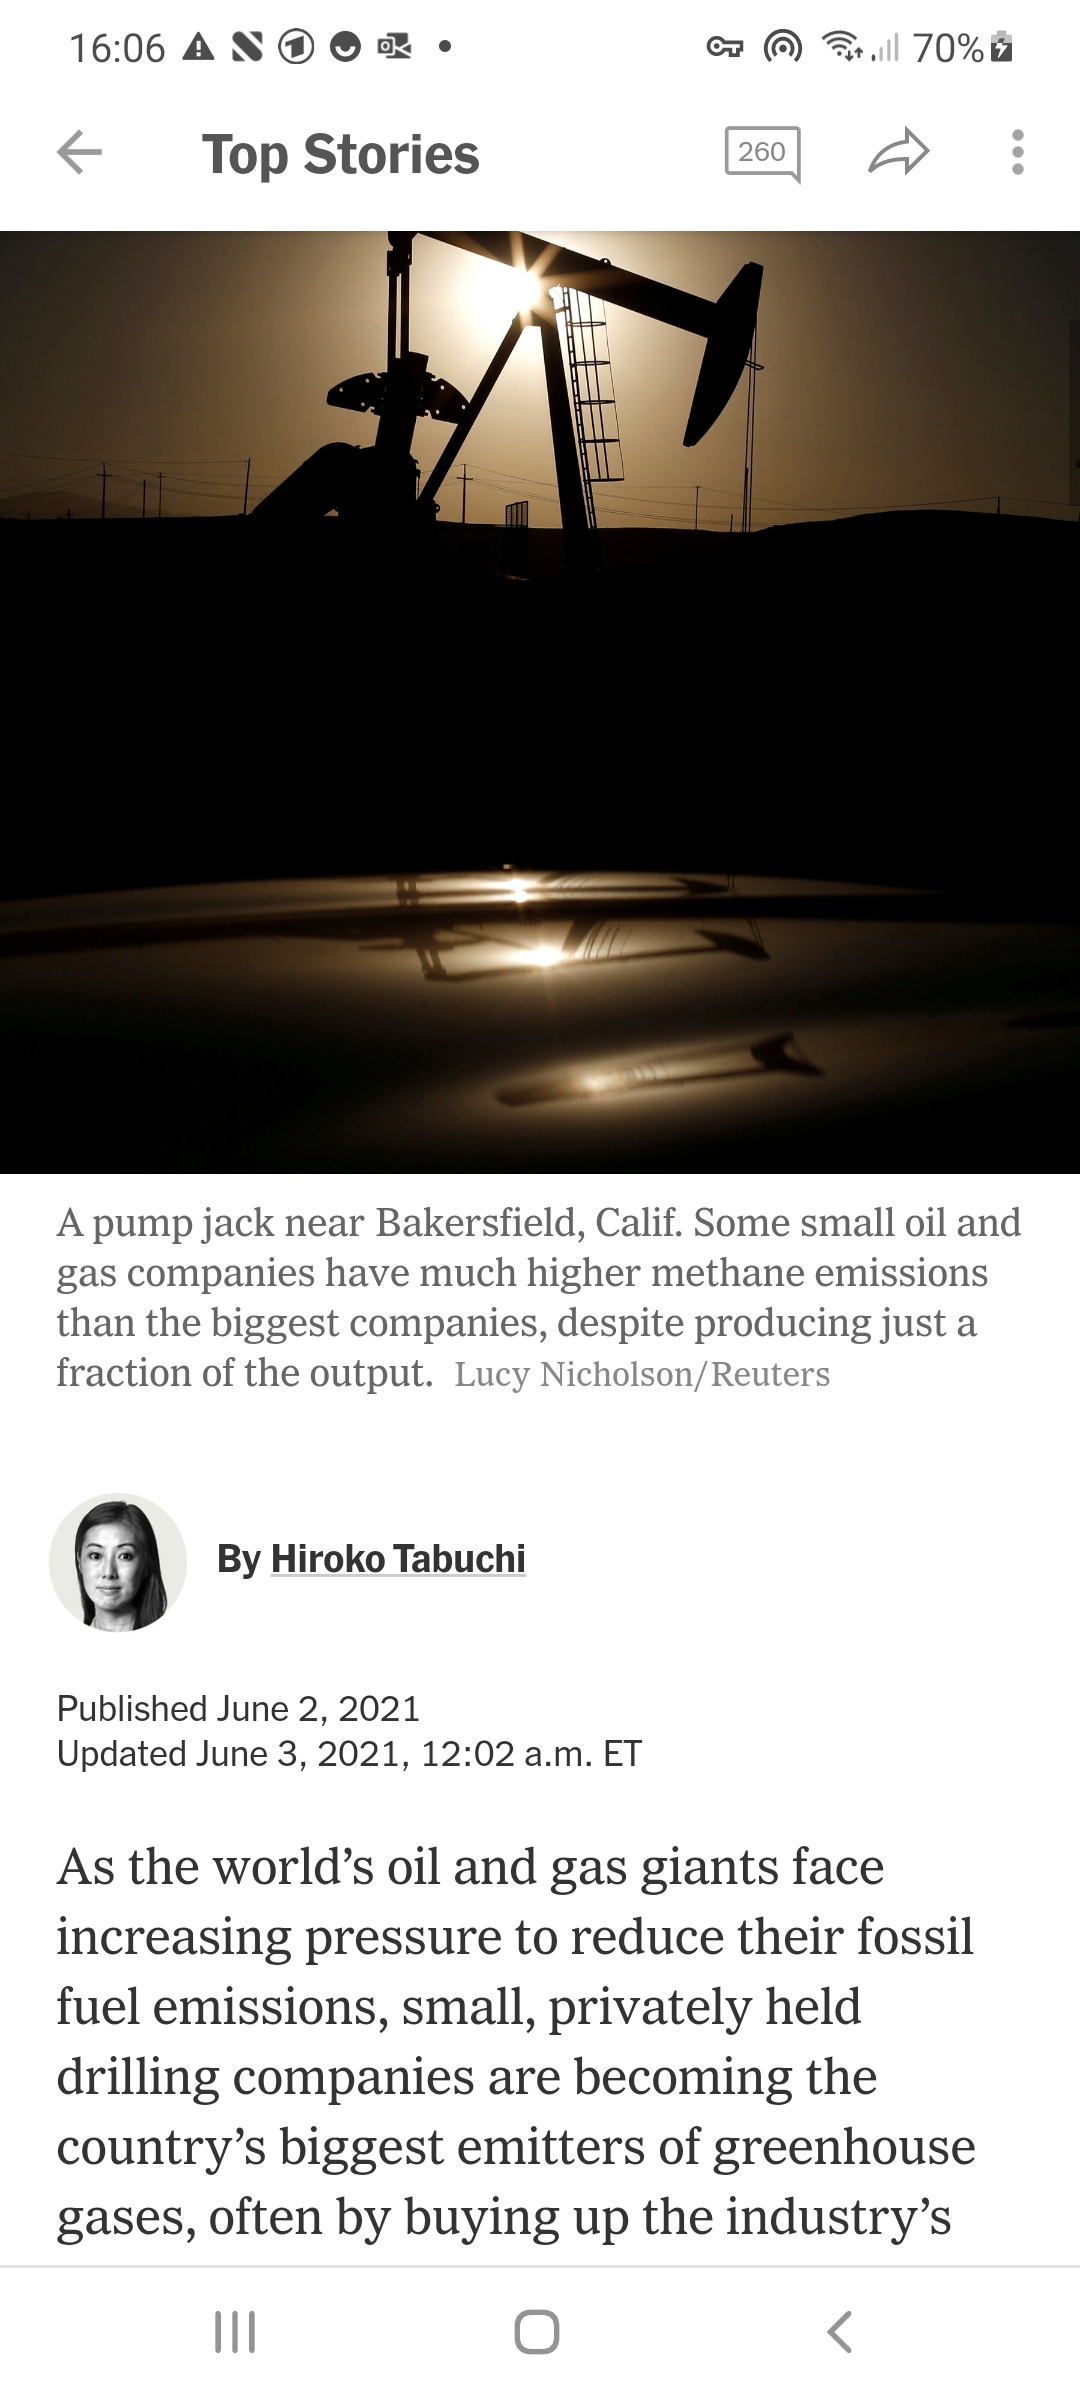 16:06
70%
Top Stories
260
A pump jack near Bakersfield, Calif. Some small oil and
gas companies have much higher methane emissions
than the biggest companies, despite producing just a
fraction of the output. Lucy Nicholson/Reuters
By Hiroko Tabuchi
Published June 2, 2021
Updated June 3, 2021, 12:02 a.m. ET
As the world’s oil and gas giants face
increasing pressure to reduce their fossil
fuel emissions, small, privately held
drilling companies are becoming the
country’s biggest emitters of greenhouse
gases, often by buying up the industry’s